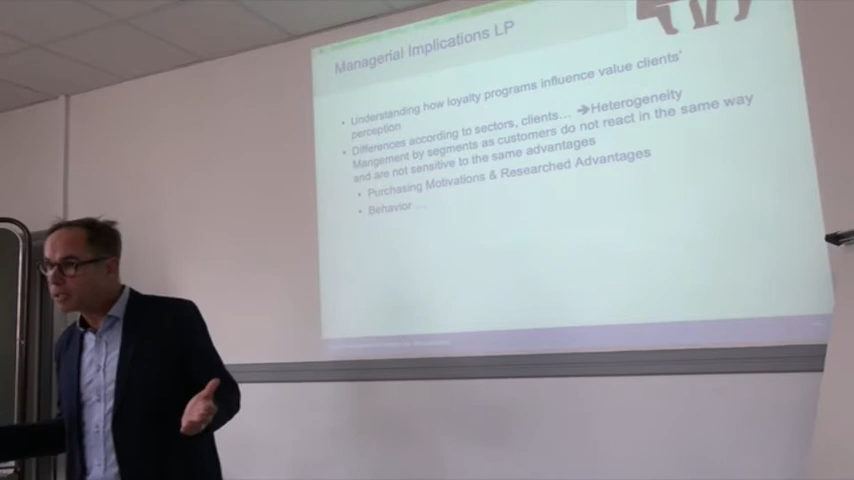 Managerial Implications LP
• Understanding how loyalty programs influence value clients'
perception
• Differences according to sectors, clients… ➔Heterogeneity
Mangement by segments as customers do not react in the same way
and are not sensitive to the same advantages
• Purchasing Motivations & Researched Advantages
• Behavior …